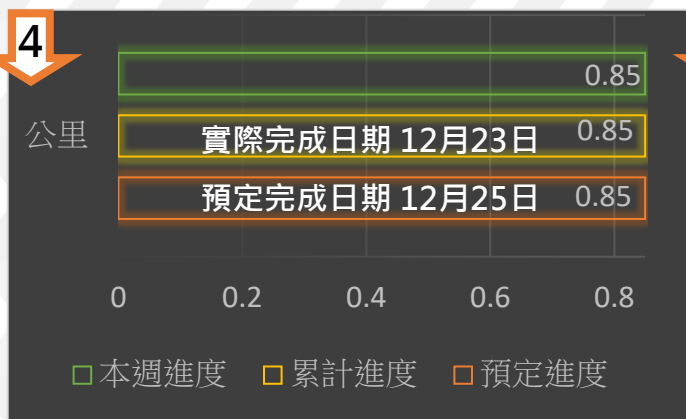 4
0.85
公里
實際完成日期 12月23日 0.85
預定完成日期 12月25日 0.85
0 0.2 0.4 0.6 0.8
本週進度 累計進度 預定進度